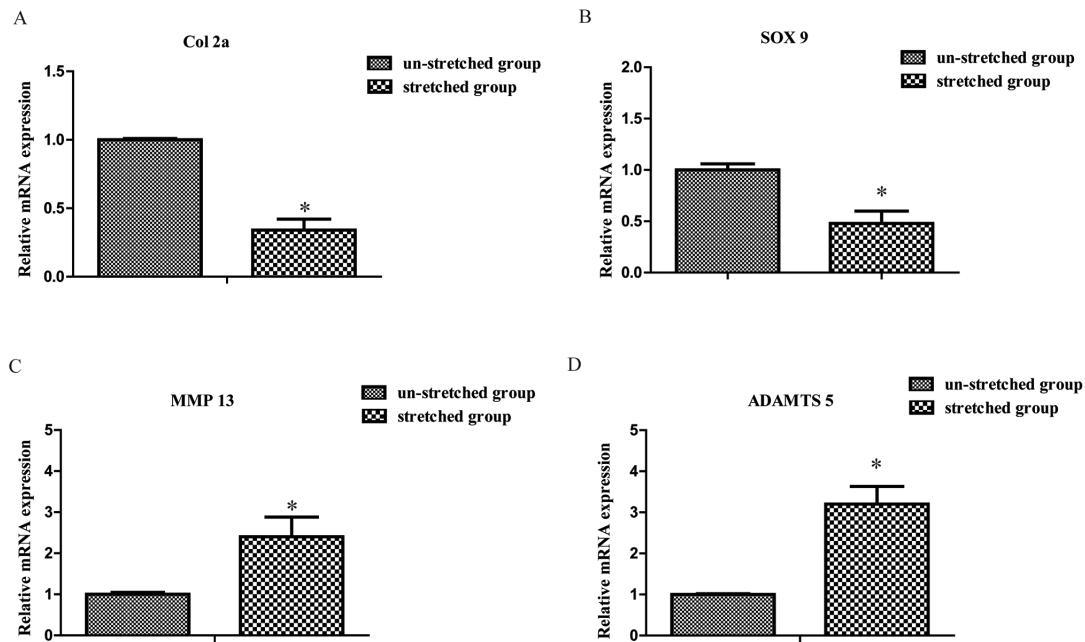 A
Col 2a
un-stretched group
stretched group
Relative mRNA expression
1.5
1.0
0.5
0.0
*
B
SOX 9
un-stretched group
stretched group
Relative mRNA expression
2.0
1.5
1.0
0.5
0.0
*
C
MMP 13
un-stretched group
stretched group
Relative mRNA expression
5
4
3
2
1
0
*
D
ADAMTS 5
un-stretched group
stretched group
Relative mRNA expression
5
4
3
2
1
0
*